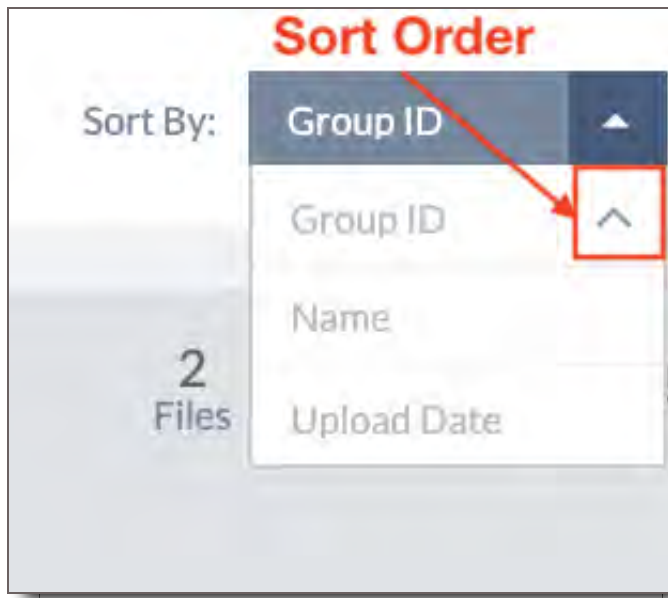 Sort Order
Sort By: Group ID
Group ID
Name
2
Files
Upload Date